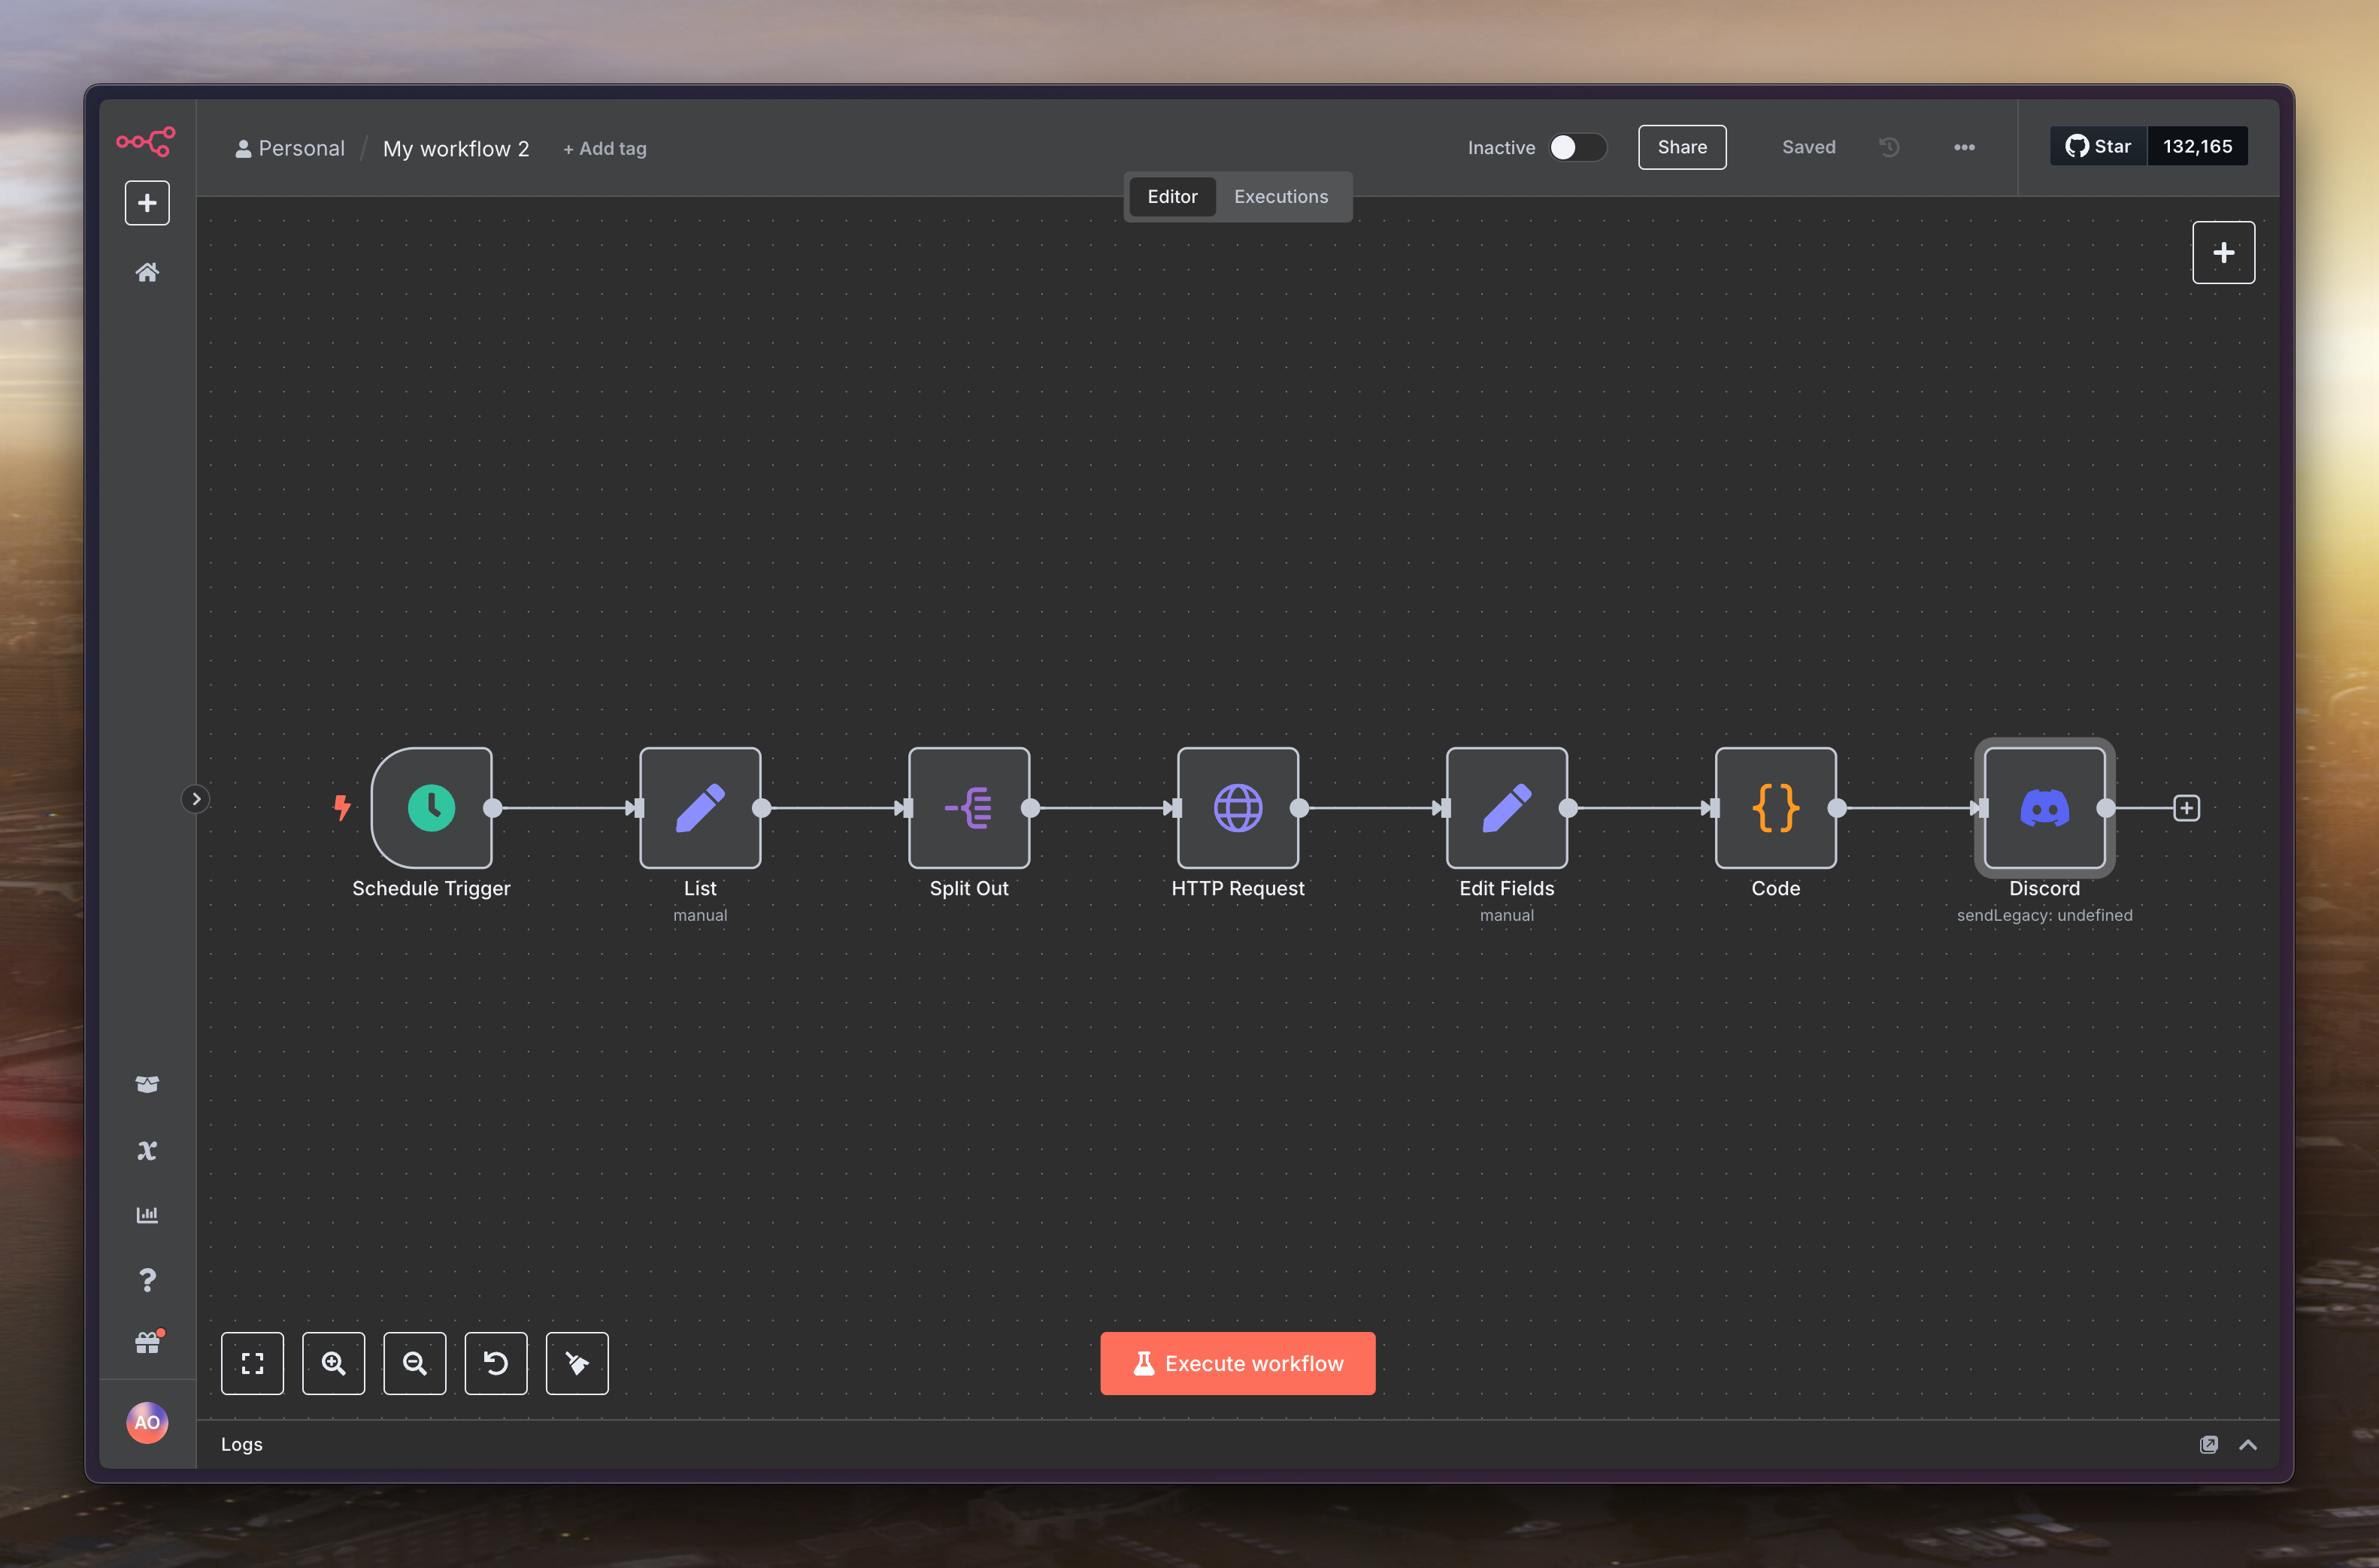 Personal / My workflow 2 + Add tag
Inactive
Share
Saved
Star 132,165
Editor Executions
Schedule Trigger
List
manual
Split Out
HTTP Request
Edit Fields
manual
Code
Discord
sendLegacy: undefined
Execute workflow
AO
Logs